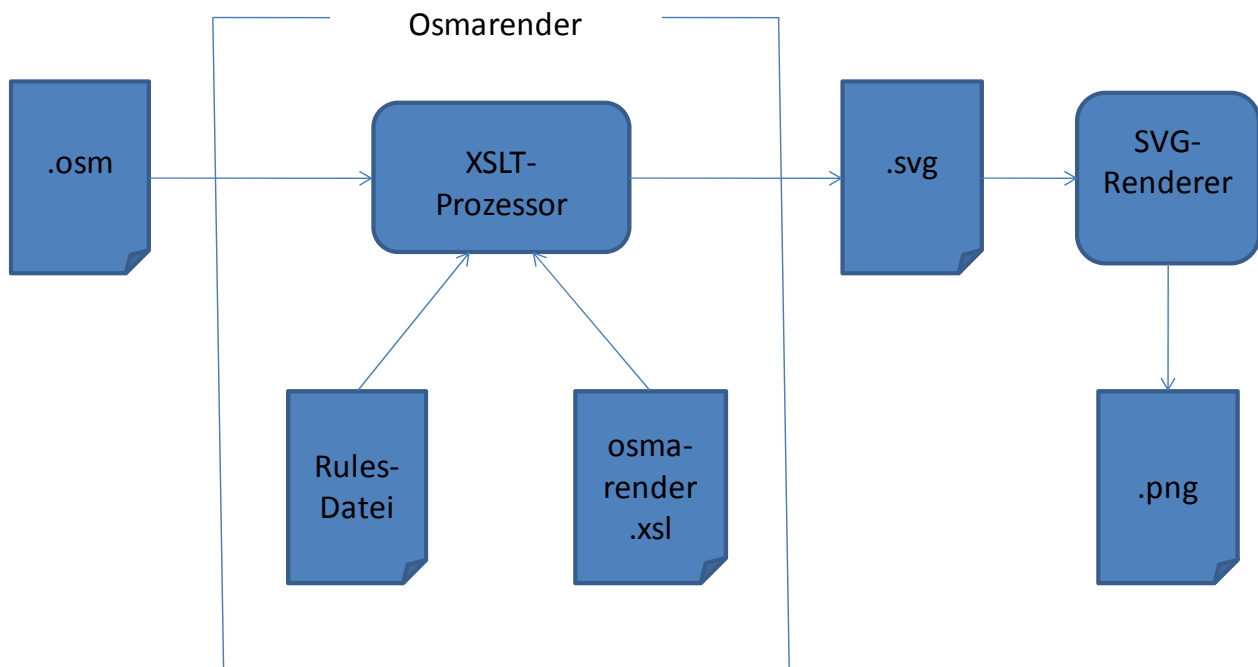 Osmarender
.osm
XSLT-
Prozessor
.svg
SVG-
Renderer
Rules-
Datei
osma-
render
.xsl
.png